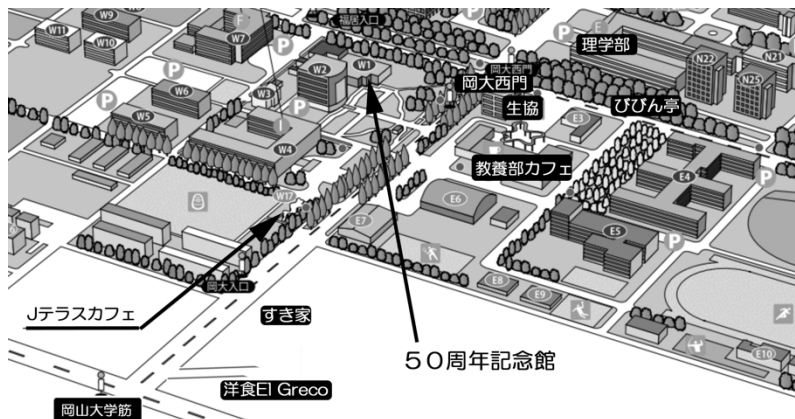 W9
W11
W10
W7
F
福居入口
P
W6
P
W5
W3
W2
W1
P
I
W4
W17
岡大西門
岡大西門
生協
理学部
N22
N21
N25
P
びびん亭
E3
教養部カフェ
E4
P
E5
P
E6
E7
E8
E9
E10
岡大入口
Jテラスカフェ
すき家
50周年記念館
洋食El Greco
岡山大学筋